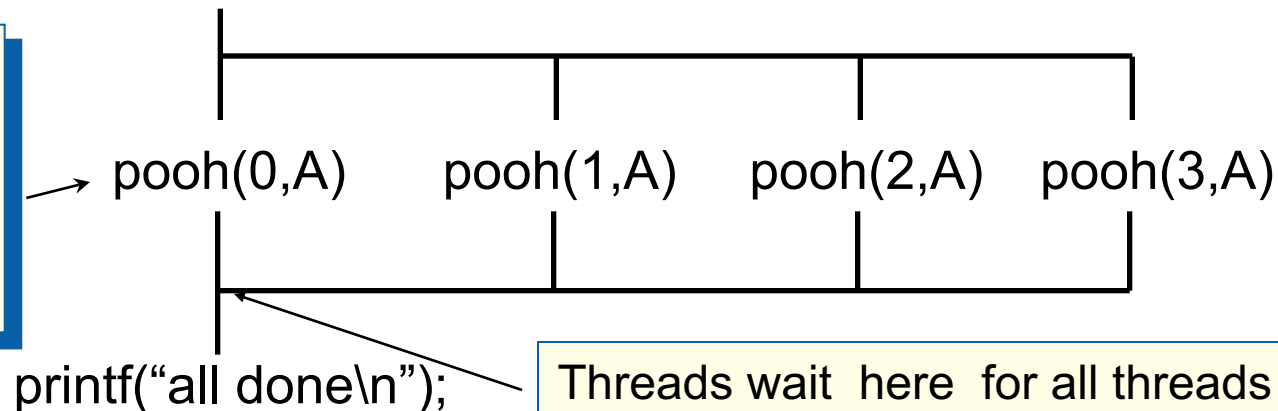 pooh(0,A) pooh(1,A) pooh(2,A) pooh(3,A)
printf(“all done\n”);
Threads wait here for all threads